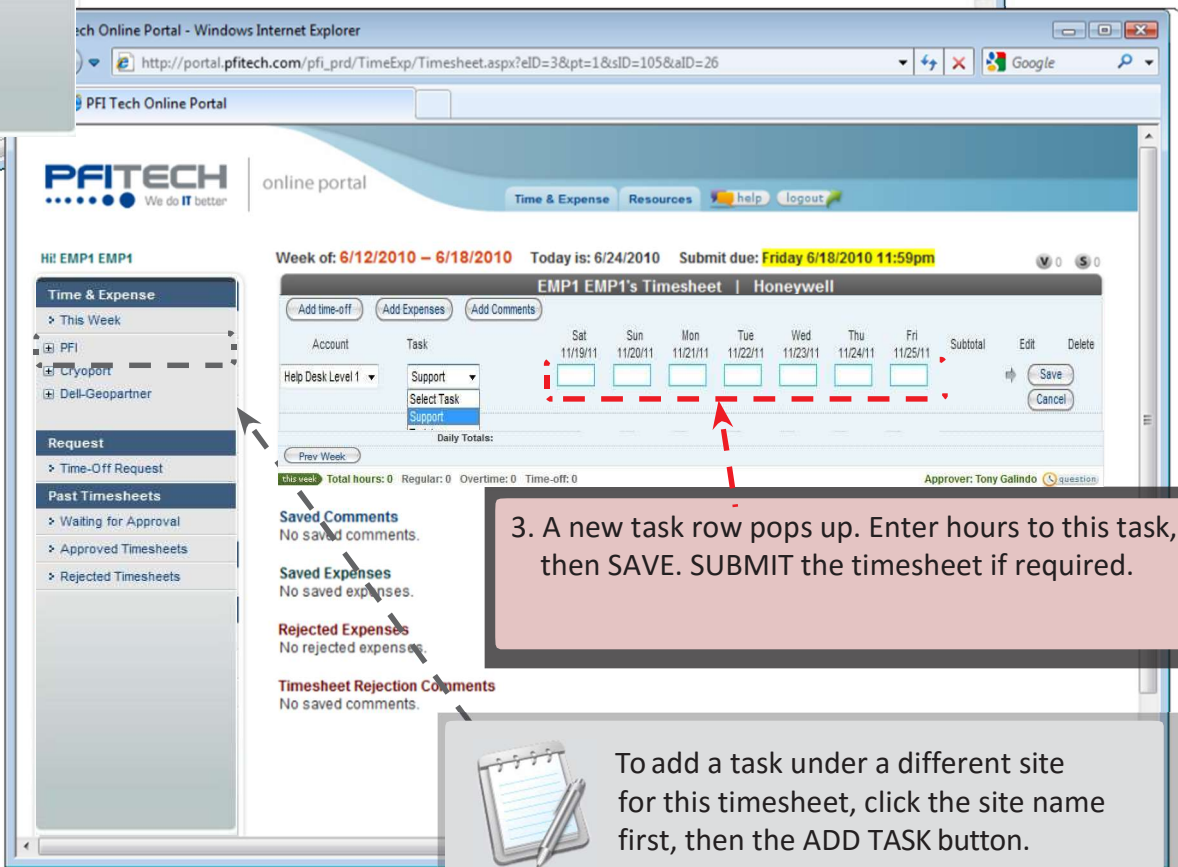 ech Online Portal - Windows Internet Explorer
http://portal.pfitech.com/pfi_prd/TimeExp/Timesheet.aspx?eID=3&pt=1&sID=105&aID=26
Google
PFI Tech Online Portal
PFITECH
We do IT better
online portal
Time & Expense Resources help logout
Hi! EMP1 EMP1
Week of: 6/12/2010 – 6/18/2010 Today is: 6/24/2010 Submit due: Friday 6/18/2010 11:59pm
V 0 S 0
Time & Expense
This Week
PFI
Cryoport
Dell-Geopartner
Request
Time-Off Request
Past Timesheets
Waiting for Approval
Approved Timesheets
Rejected Timesheets
EMP1 EMP1's Timesheet | Honeywell
Add time-off Add Expenses Add Comments
Account Task Sat Sun Mon Tue Wed Thu Fri Subtotal Edit Delete
11/19/11 11/20/11 11/21/11 11/22/11 11/23/11 11/24/11 11/25/11
Help Desk Level 1 Support Save
Select Task Cancel
Support
Daily Totals:
Prev Week
this week Total hours: 0 Regular: 0 Overtime: 0 Time-off: 0 Approver: Tony Galindo question
Saved Comments
No saved comments.
Saved Expenses
No saved expenses.
Rejected Expenses
No rejected expenses.
Timesheet Rejection Comments
No saved comments.
3. A new task row pops up. Enter hours to this task,
then SAVE. SUBMIT the timesheet if required.
To add a task under a different site
for this timesheet, click the site name
first, then the ADD TASK button.